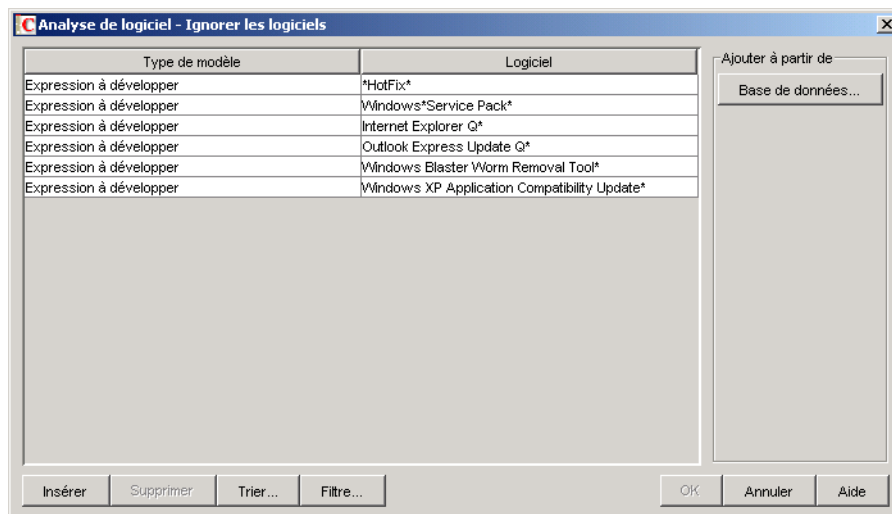 Analyse de logiciel - Ignorer les logiciels
Type de modèle Logiciel
Expression à développer *HotFix*
Expression à développer Windows*Service Pack*
Expression à développer Internet Explorer Q*
Expression à développer Outlook Express Update Q*
Expression à développer Windows Blaster Worm Removal Tool*
Expression à développer Windows XP Application Compatibility Update*
Ajouter à partir de
Base de données...
Insérer Supprimer Trier... Filtre... OK Annuler Aide